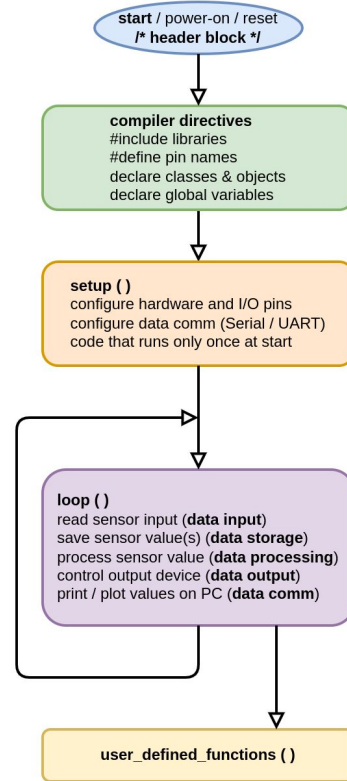 start / power-on / reset
/* header block */
compiler directives
#include libraries
#define pin names
declare classes & objects
declare global variables
setup ( )
configure hardware and I/O pins
configure data comm (Serial / UART)
code that runs only once at start
loop ( )
read sensor input (data input)
save sensor value(s) (data storage)
process sensor value (data processing)
control output device (data output)
print / plot values on PC (data comm)
user_defined_functions ( )